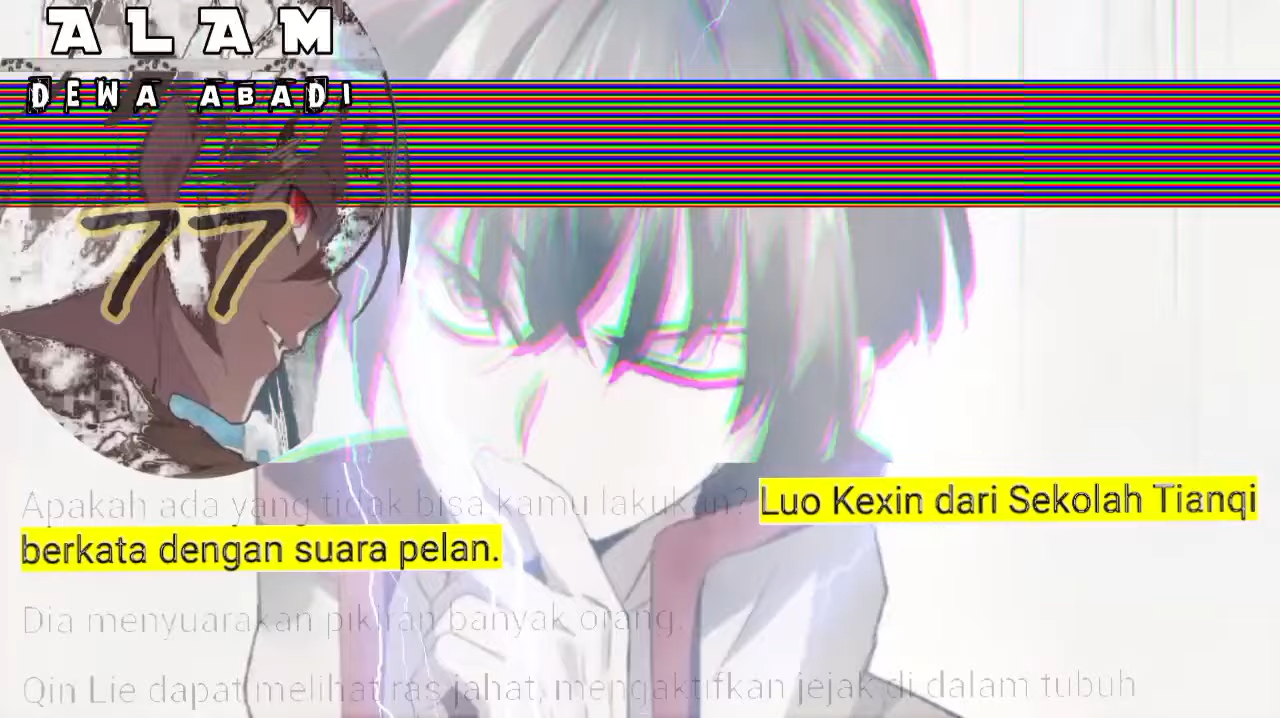 ALAM
DEWA ABADI
77
Apakah ada yang tidak bisa kamu lakukan? Luo Kexin dari Sekolah Tianqi
berkata dengan suara pelan.
Dia menyuarakan pikiran banyak orang.
Qin Lie dapat melihat ras jahat, mengaktifkan jejak di dalam tubuh